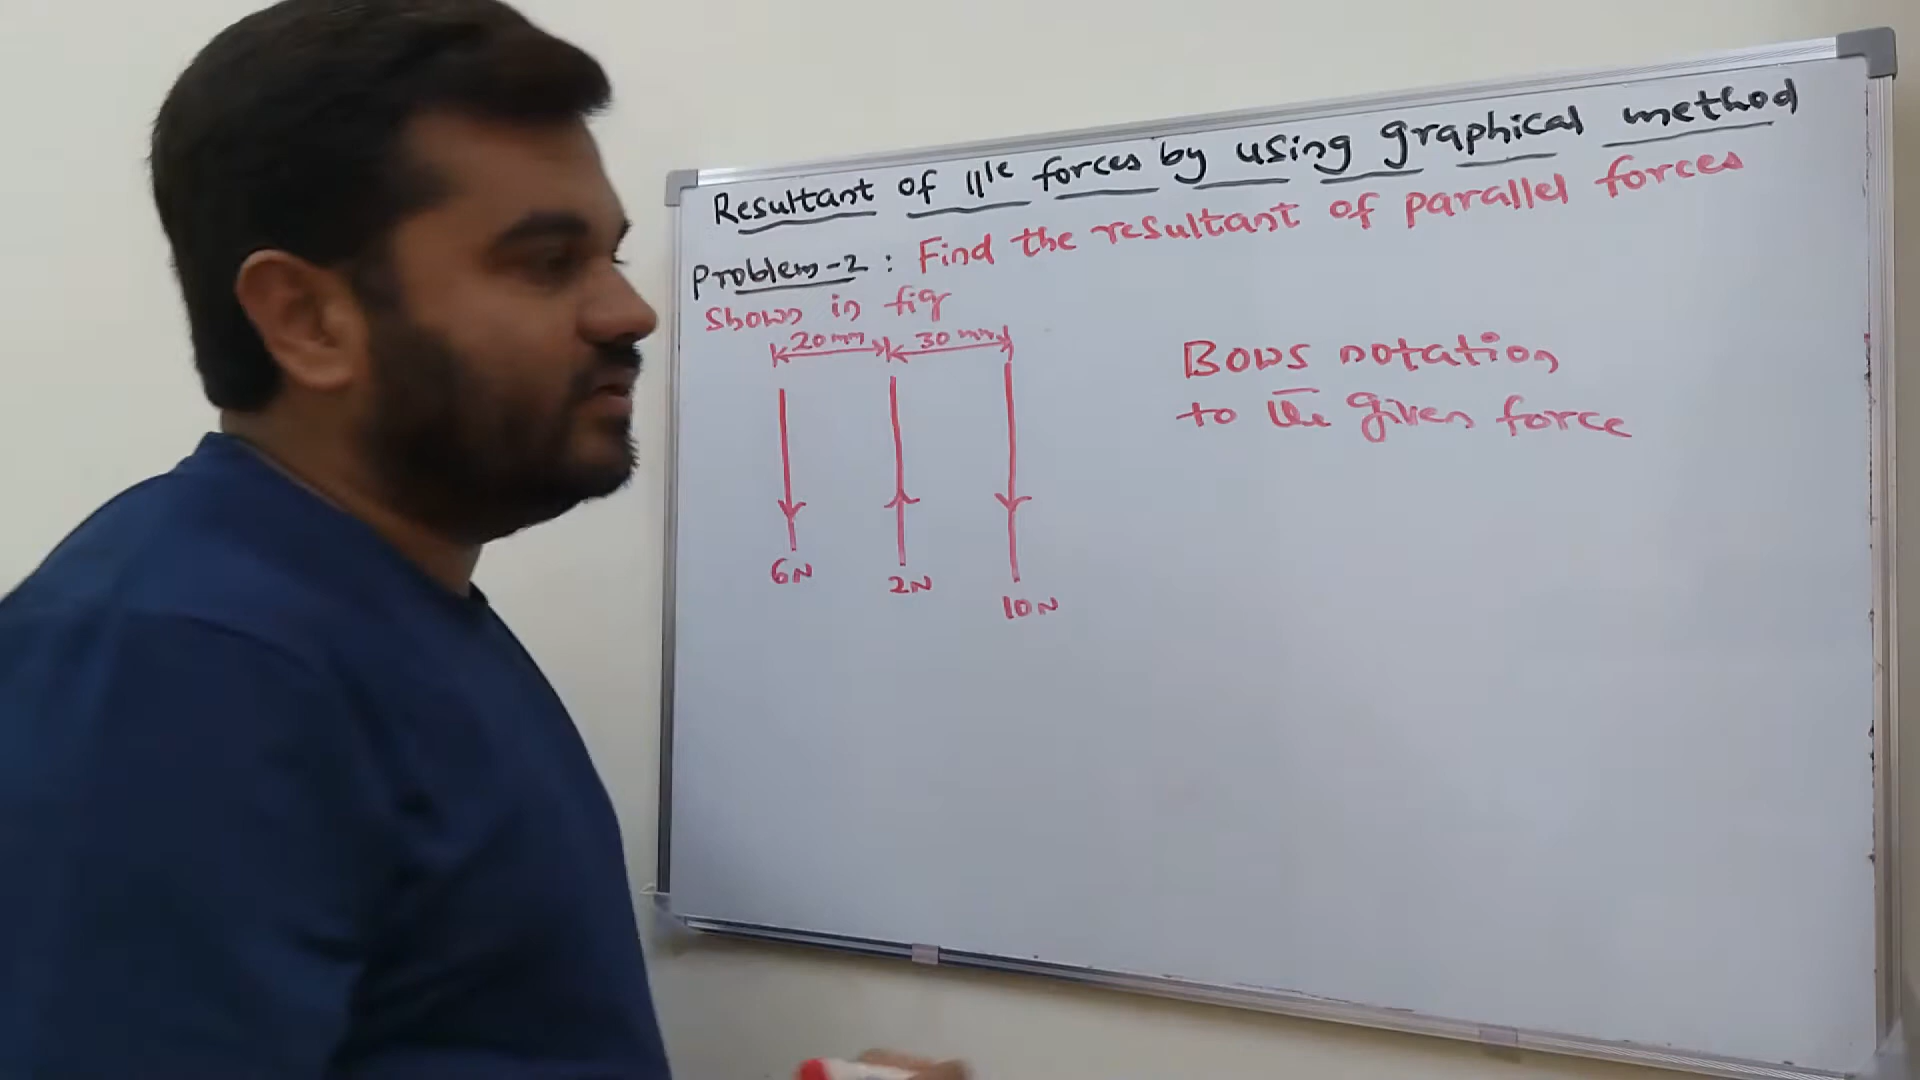 Resultant of llle forces by using graphical method
Problem-2 : Find the resultant of parallel forces
Shown in fig
20mm 30mm
Bows notation
to the given force
6N
2N
10N